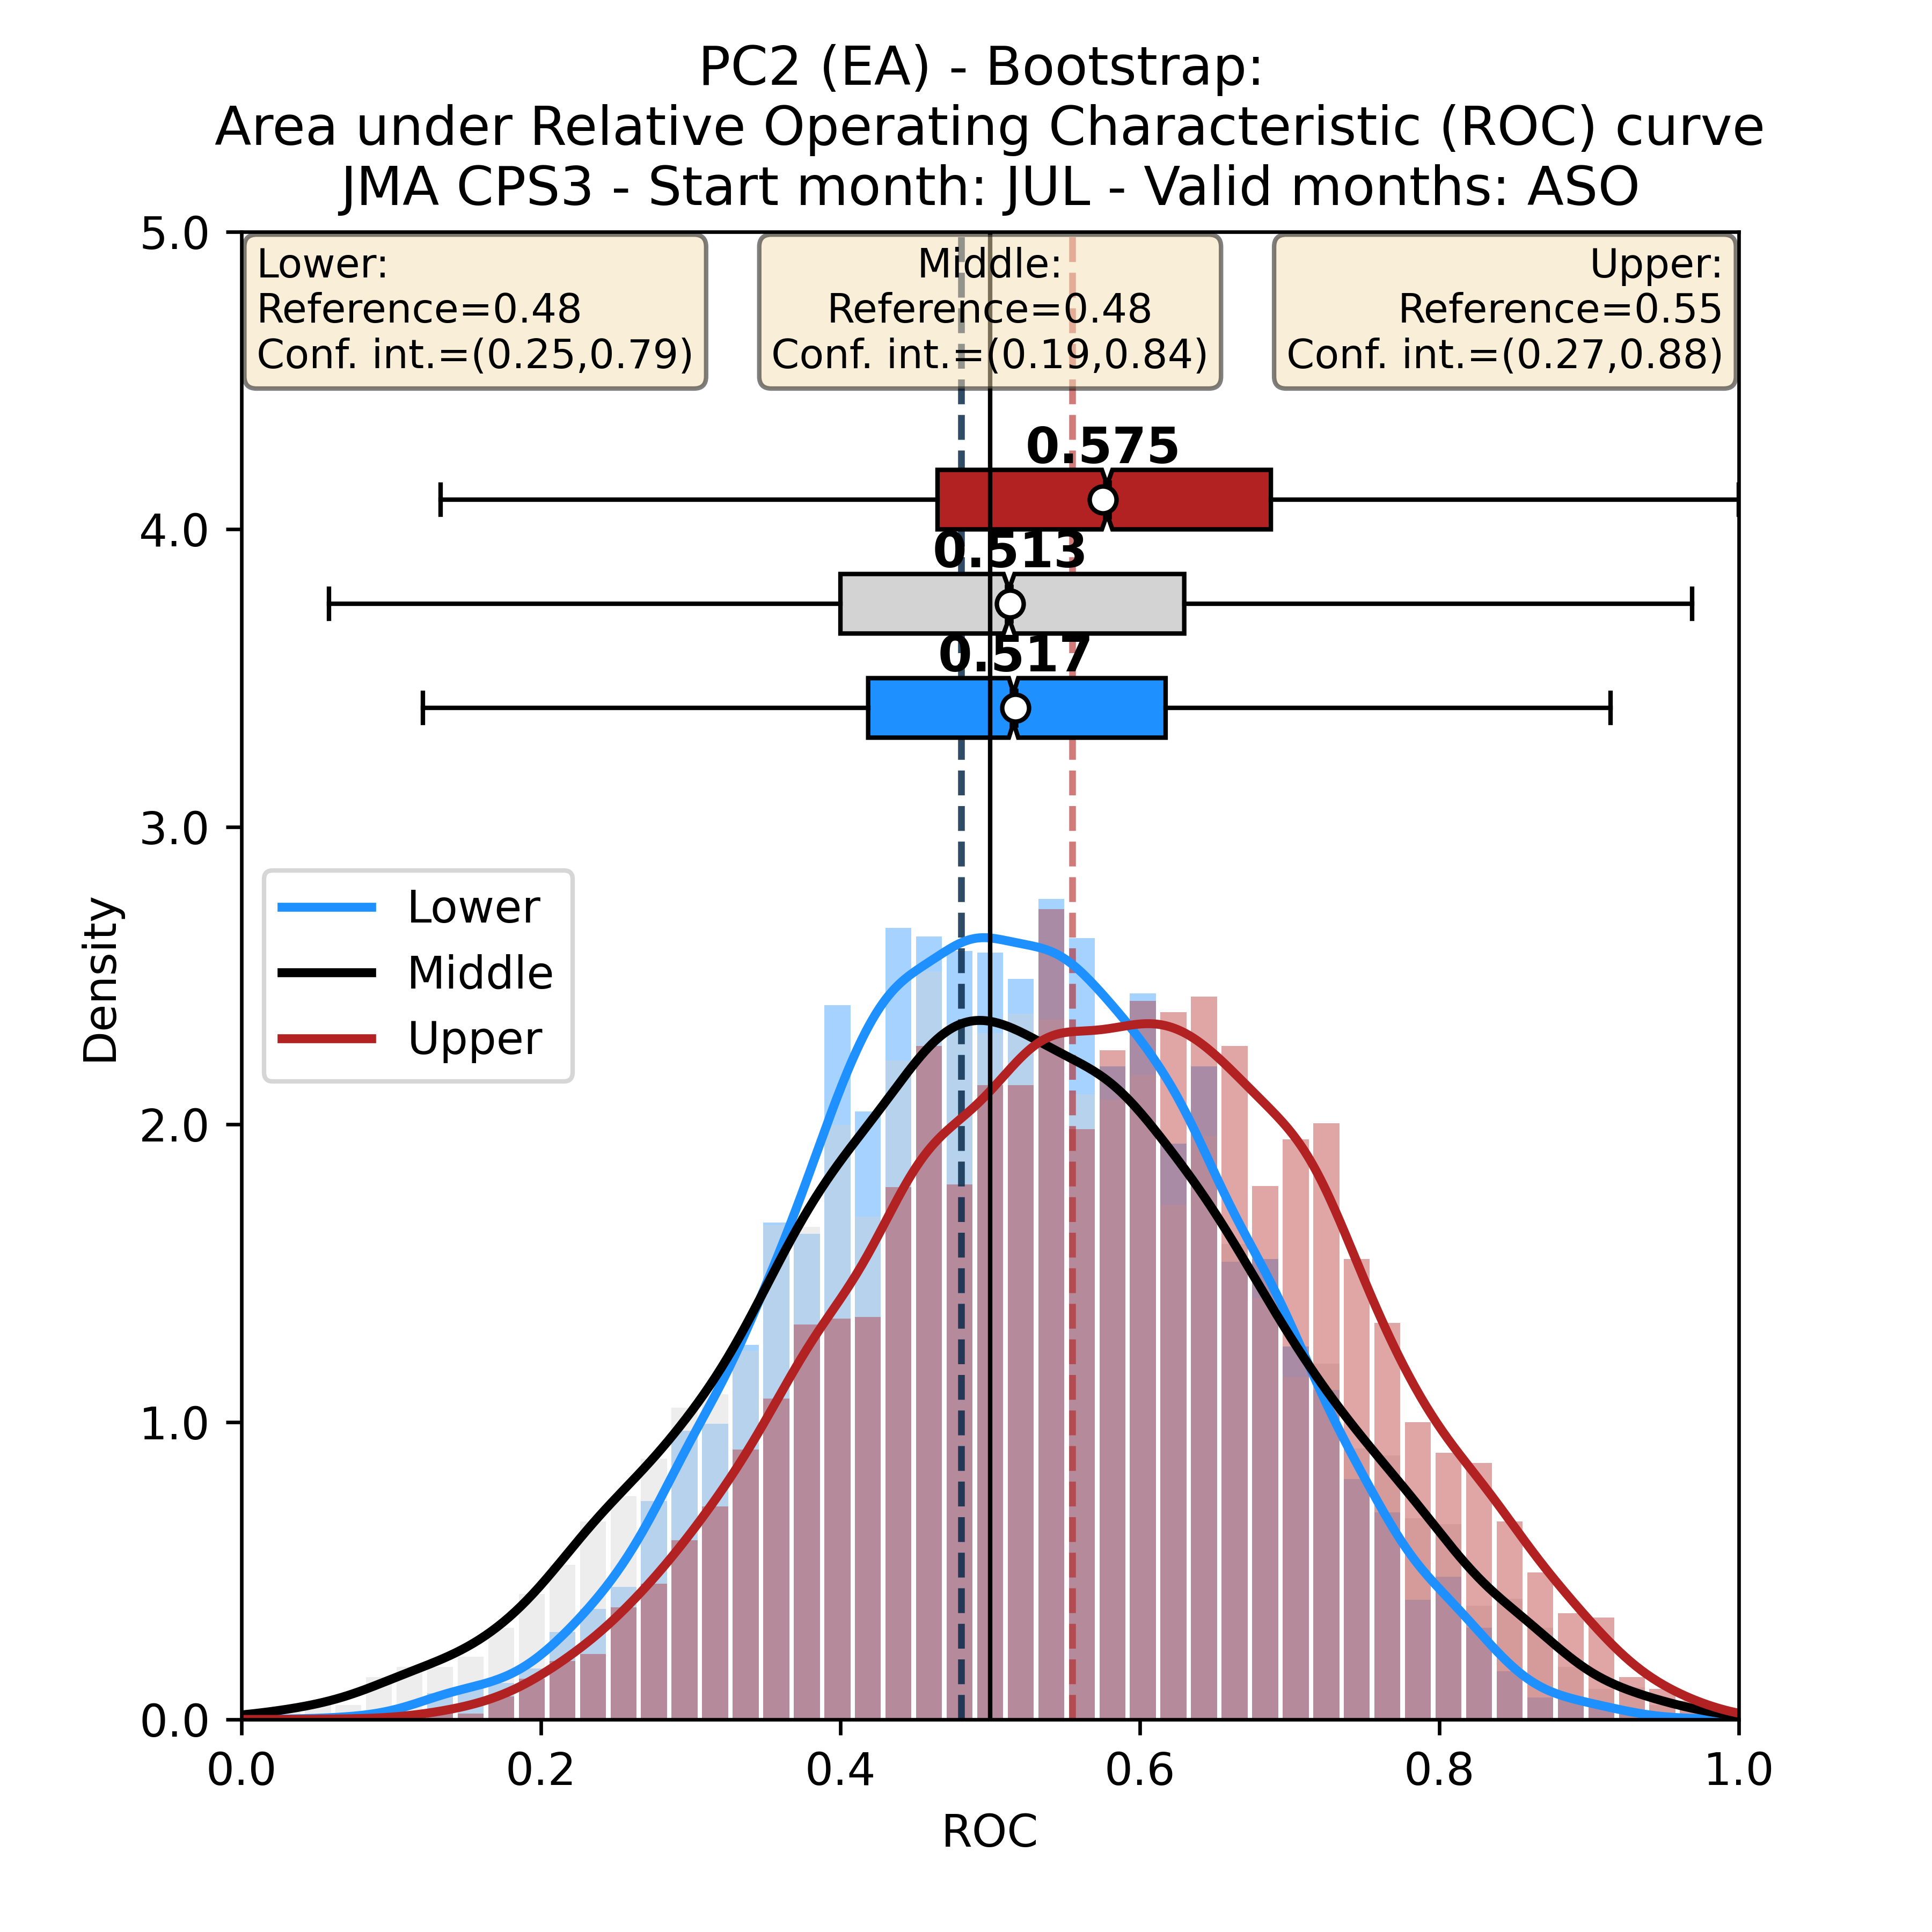 PC2 (EA) - Bootstrap:
Area under Relative Operating Characteristic (ROC) curve
JMA CPS3 - Start month: JUL - Valid months: ASO
5.0
4.0
3.0
2.0
1.0
0.0
Density
Lower:
Reference=0.48
Conf. int.=(0.25,0.79)
Middle:
Reference=0.48
Conf. int.=(0.19,0.84)
Upper:
Reference=0.55
Conf. int.=(0.27,0.88)
0.575
0.513
0.517
Lower
Middle
Upper
0.0
0.2
0.4
0.6
0.8
1.0
ROC